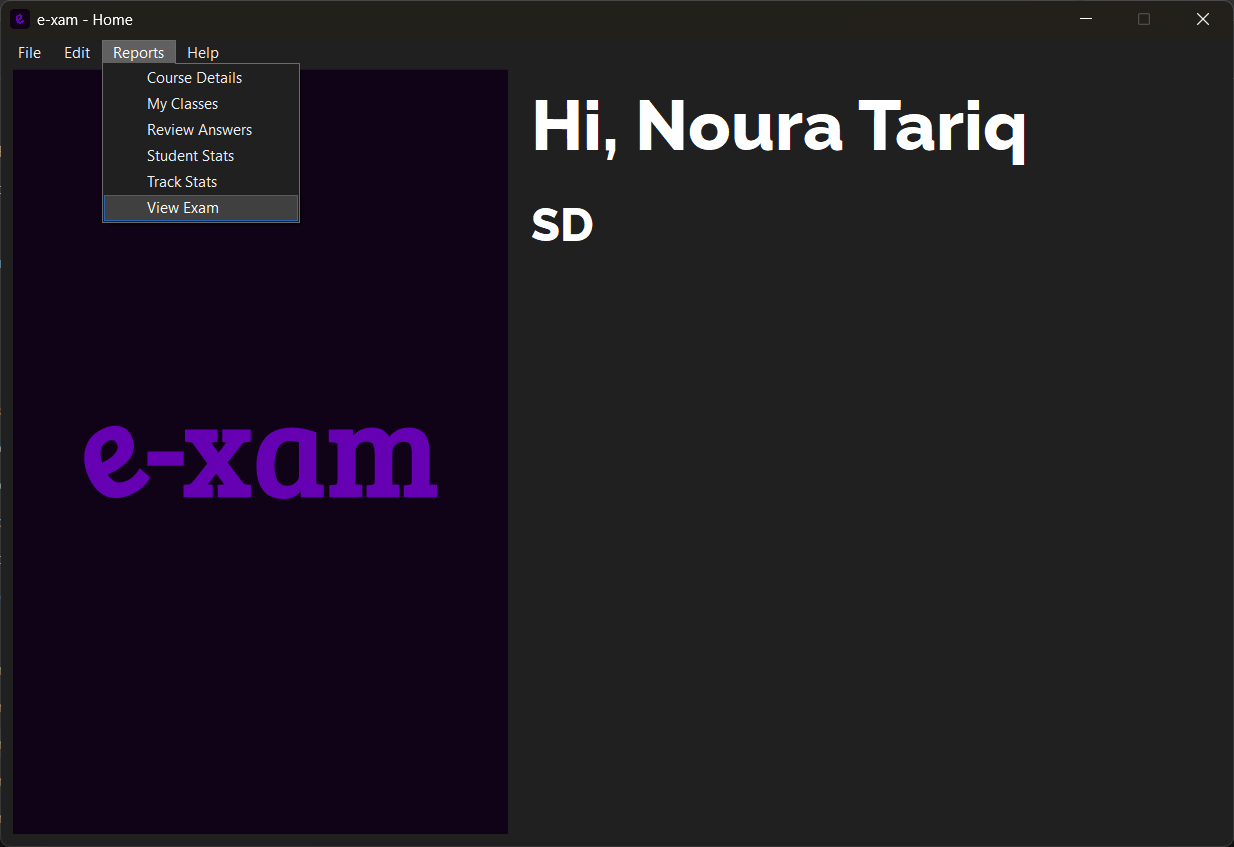 e-xam - Home
File Edit Reports Help
Course Details
My Classes
Review Answers
Student Stats
Track Stats
View Exam
Hi, Noura Tariq
SD
e-xam